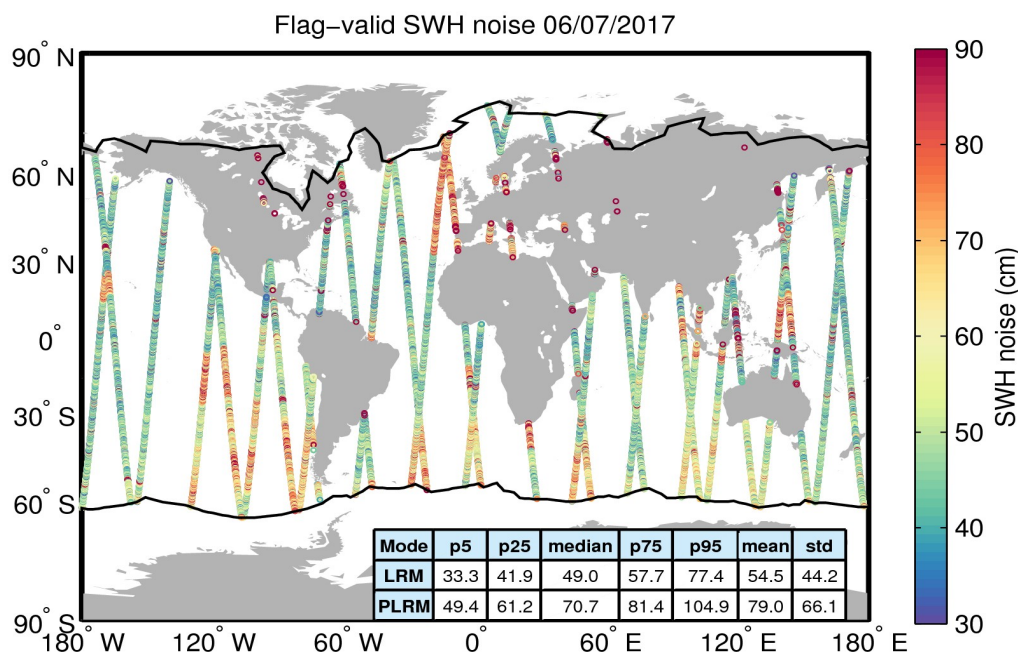 Flag−valid SWH noise 06/07/2017
90° N
60° N
30° N
0°
30° S
60° S
90° S
180° W
120° W
60° W
0°
60° E
120° E
180° E
Mode p5 p25 median p75 p95 mean std
LRM 33.3 41.9 49.0 57.7 77.4 54.5 44.2
PLRM 49.4 61.2 70.7 81.4 104.9 79.0 66.1
90
80
70
60
50
40
30
SWH noise (cm)